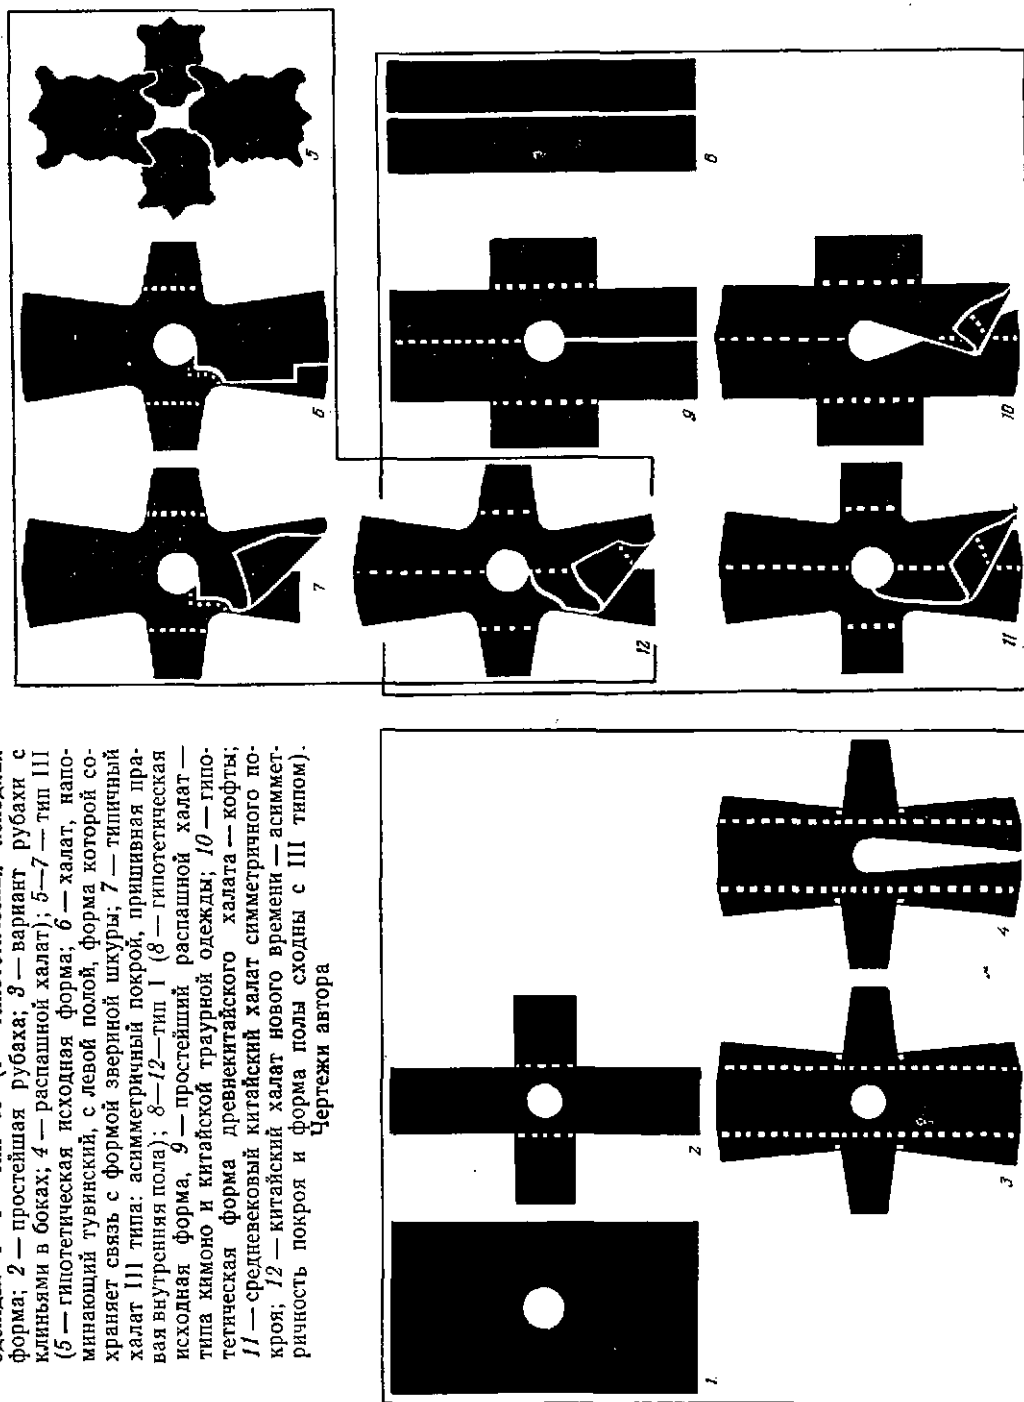 форма; 2 — простейшая рубаха; 3 — вариант рубахи с
клиньями в боках; 4 — распашной халат); 5—7 — тип III
(5 — гипотетическая исходная форма; 6 — халат, напо-
минающий тувинский, с левой полой, форма которой со-
храняет связь с формой звериной шкуры; 7 — типичный
халат III типа: асимметричный покрой, пришивная пра-
вая внутренняя пола); 8—12—тип I (8 — гипотетическая
исходная форма, 9 — простейший распашной халат —
типа кимоно и китайской траурной одежды; 10 — гипо-
тетическая форма древнекитайского халата — кофты;
11 — средневековый китайский халат симметричного по-
кроя; 12 — китайский халат нового времени — асиммет-
ричность покроя и форма полы сходны с III типом).
Чертежи автора
1.
2
3
4
5
6
7
8
9
10
11
12